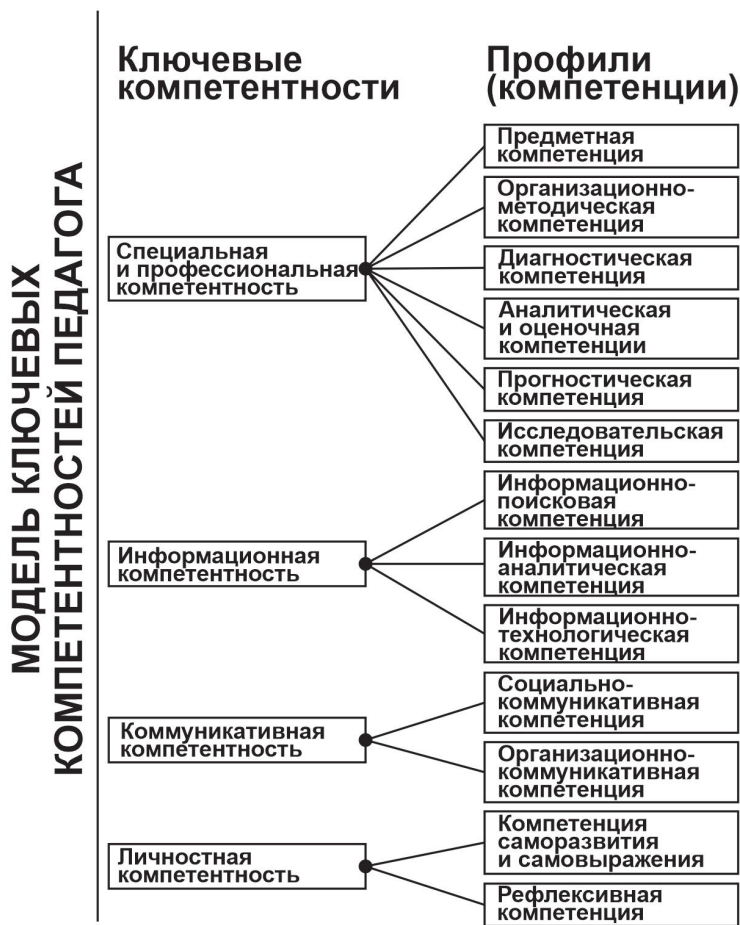 МОДЕЛЬ КЛЮЧЕВЫХ
КОМПЕТЕНТНОСТЕЙ ПЕДАГОГА
Ключевые
компетентности
Профили
(компетенции)
Специальная
и профессиональная
компетентность
Предметная
компетенция
Организационно-
методическая
компетенция
Диагностическая
компетенция
Аналитическая
и оценочная
компетенции
Прогностическая
компетенция
Исследовательская
компетенция
Информационная
компетентность
Информационно-
поисковая
компетенция
Информационно-
аналитическая
компетенция
Информационно-
технологическая
компетенция
Коммуникативная
компетентность
Социально-
коммуникативная
компетенция
Организационно-
коммуникативная
компетенция
Личностная
компетентность
Компетенция
саморазвития
и самовыражения
Рефлексивная
компетенция